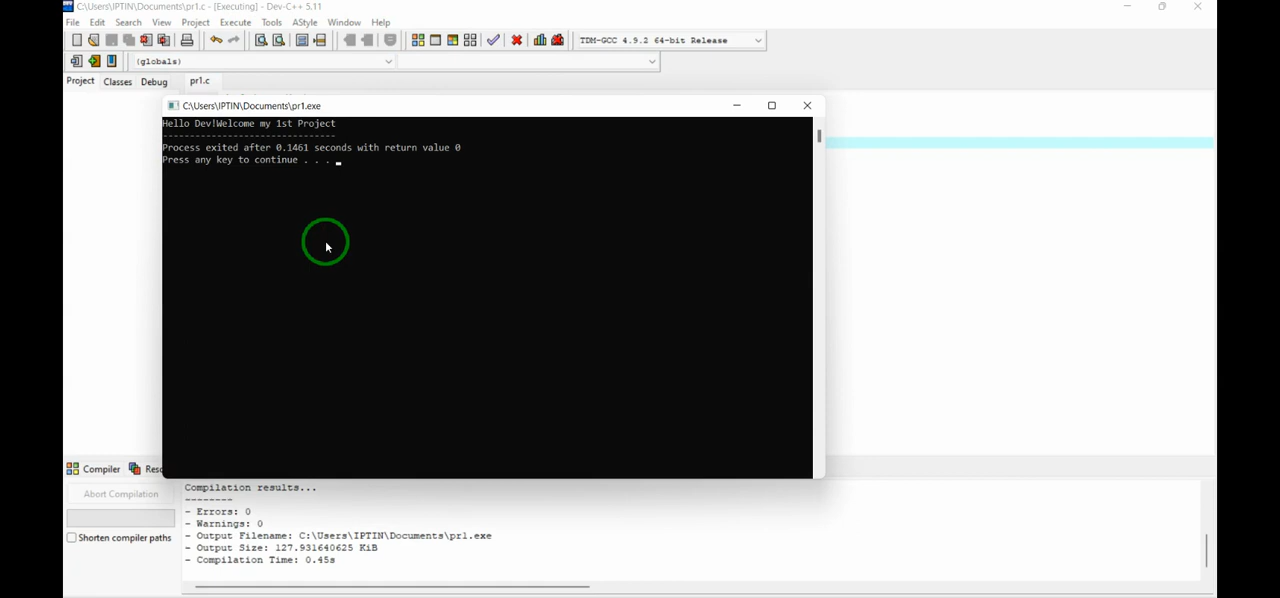 C:\Users\IPTIN\Documents\pr1.c - [Executing] - Dev-C++ 5.11
File Edit Search View Project Execute Tools AStyle Window Help
TDM-GCC 4.9.2 64-bit Release
(globals)
Project Classes Debug pr1.c
C:\Users\IPTIN\Documents\pr1.exe
Hello Dev!Welcome my 1st Project
--------------------------------
Process exited after 0.1461 seconds with return value 0
Press any key to continue . . .
Compiler Reso
Abort Compilation
Shorten compiler paths
Compilation results...
--------
- Errors: 0
- Warnings: 0
- Output Filename: C:\Users\IPTIN\Documents\pr1.exe
- Output Size: 127.931640625 KiB
- Compilation Time: 0.45s